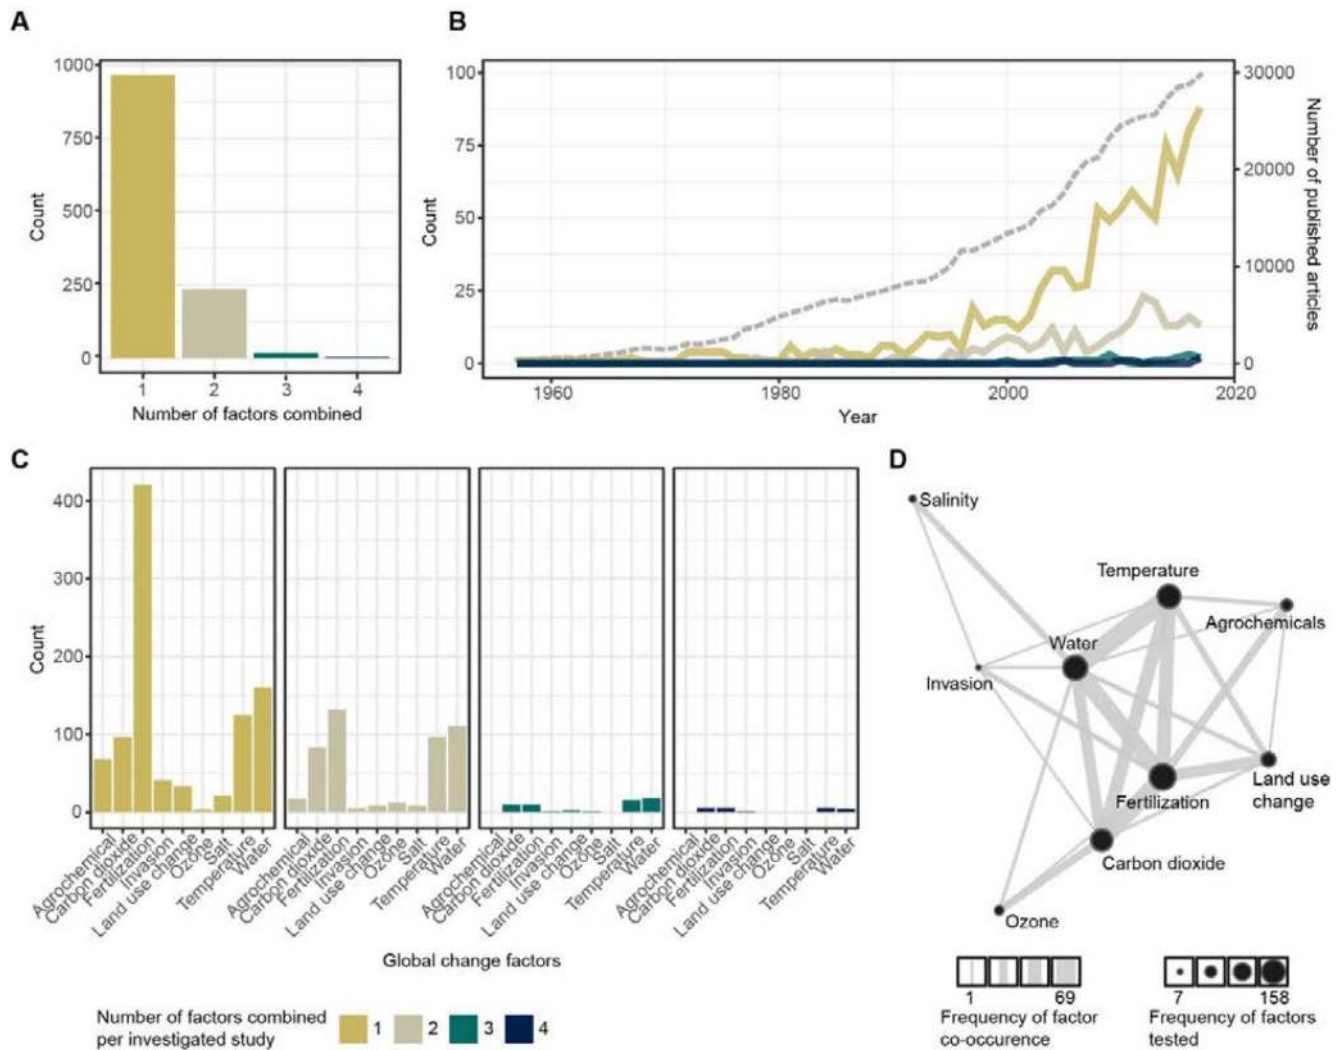 A
1000
750
500
250
0
Count
1
2
3
4
Number of factors combined
B
100
75
50
25
0
Count
30000
20000
10000
0
Number of published articles
1960
1980
2000
2020
Year
C
400
300
200
100
0
Count
Agrochemical
Carbon dioxide
Fertilization
Invasion
Land use change
Ozone
Salt
Temperature
Water
Agrochemical
Carbon dioxide
Fertilization
Invasion
Land use change
Ozone
Salt
Temperature
Water
Agrochemical
Carbon dioxide
Fertilization
Invasion
Land use change
Ozone
Salt
Temperature
Water
Agrochemical
Carbon dioxide
Fertilization
Invasion
Land use change
Ozone
Salt
Temperature
Water
Global change factors
Number of factors combined
per investigated study
1
2
3
4
D
Salinity
Temperature
Agrochemicals
Water
Invasion
Land use
change
Fertilization
Carbon dioxide
Ozone
1
69
Frequency of factor
co-occurence
7
158
Frequency of factors
tested